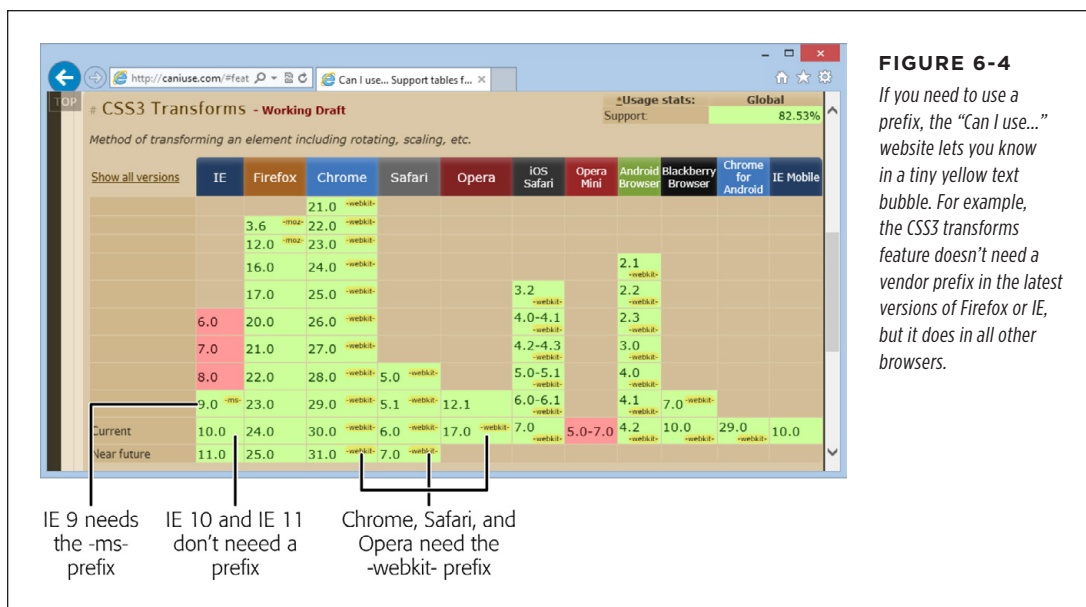 http://caniuse.com/#feat
Can I use... Support tables f...
TOP
# CSS3 Transforms - Working Draft
*Usage stats: Global
Support: 82.53%
Method of transforming an element including rotating, scaling, etc.
Show all versions IE Firefox Chrome Safari Opera iOS Safari Opera Mini Android Browser Blackberry Browser Chrome for Android IE Mobile
21.0 -webkit-
3.6 -moz- 22.0 -webkit-
12.0 -moz- 23.0 -webkit-
16.0 24.0 -webkit- 2.1 -webkit-
17.0 25.0 -webkit- 3.2 -webkit- 2.2 -webkit-
6.0 20.0 26.0 -webkit- 4.0-4.1 -webkit- 2.3 -webkit-
7.0 21.0 27.0 -webkit- 4.2-4.3 -webkit- 3.0 -webkit-
8.0 22.0 28.0 -webkit- 5.0 -webkit- 5.0-5.1 -webkit- 4.0 -webkit-
9.0 -ms- 23.0 29.0 -webkit- 5.1 -webkit- 12.1 6.0-6.1 -webkit- 4.1 -webkit- 7.0 -webkit-
Current 10.0 24.0 30.0 -webkit- 6.0 -webkit- 17.0 -webkit- 7.0 -webkit- 5.0-7.0 4.2 -webkit- 10.0 -webkit- 29.0 -webkit- 10.0
Near future 11.0 25.0 31.0 -webkit- 7.0 -webkit-
IE 9 needs
the -ms-
prefix
IE 10 and IE 11
don't neeed a
prefix
Chrome, Safari, and
Opera need the
-webkit- prefix
FIGURE 6-4
If you need to use a
prefix, the "Can I use..."
website lets you know
in a tiny yellow text
bubble. For example,
the CSS3 transforms
feature doesn't need a
vendor prefix in the latest
versions of Firefox or IE,
but it does in all other
browsers.